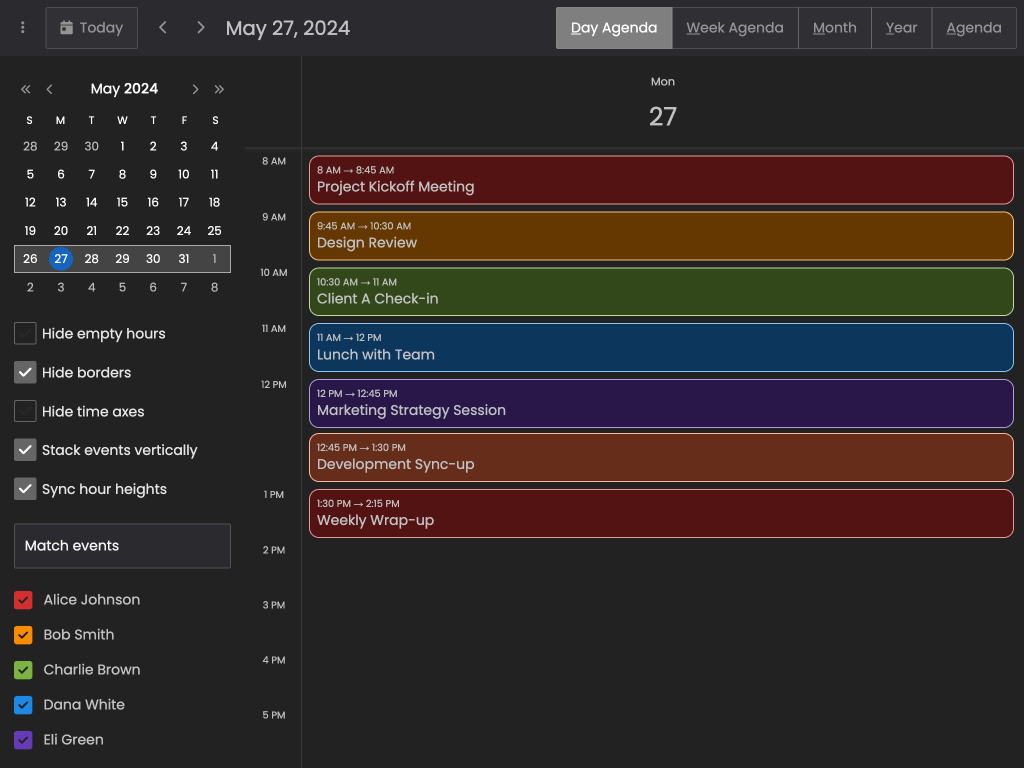 Today
May 27, 2024
Day Agenda
Week Agenda
Month
Year
Agenda
May 2024
S M T W T F S
28 29 30 1 2 3 4
5 6 7 8 9 10 11
12 13 14 15 16 17 18
19 20 21 22 23 24 25
26 27 28 29 30 31 1
2 3 4 5 6 7 8
Hide empty hours
Hide borders
Hide time axes
Stack events vertically
Sync hour heights
Match events
Alice Johnson
Bob Smith
Charlie Brown
Dana White
Eli Green
Mon
27
8 AM
8 AM → 8:45 AM
Project Kickoff Meeting
9 AM
9:45 AM → 10:30 AM
Design Review
10 AM
10:30 AM → 11 AM
Client A Check-in
11 AM
11 AM → 12 PM
Lunch with Team
12 PM
12 PM → 12:45 PM
Marketing Strategy Session
12:45 PM → 1:30 PM
Development Sync-up
1 PM
1:30 PM → 2:15 PM
Weekly Wrap-up
2 PM
3 PM
4 PM
5 PM